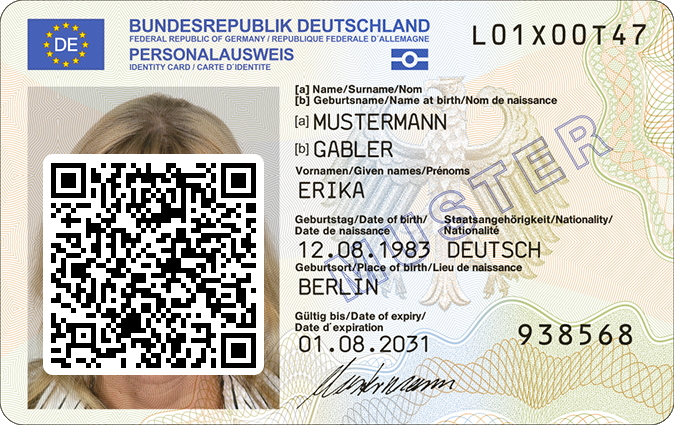 BUNDESREPUBLIK DEUTSCHLAND
FEDERAL REPUBLIC OF GERMANY / REPUBLIQUE FEDERALE D´ALLEMAGNE
PERSONALAUSWEIS
IDENTITY CARD / CARTE D´IDENTITE
DE
L01X00T47
[a] Name/Surname/Nom
[b] Geburtsname/Name at birth/Nom de naissance
[a] MUSTERMANN
[b] GABLER
Vornamen/Given names/Prénoms
ERIKA
Geburtstag/Date of birth/
Date de naissance
Staatsangehörigkeit/Nationality/
Nationalité
12.08.1983 DEUTSCH
Geburtsort/Place of birth/Lieu de naissance
BERLIN
Gültig bis/Date of expiry/
Date d´expiration
01.08.2031
938568
Mustermann
MUSTER